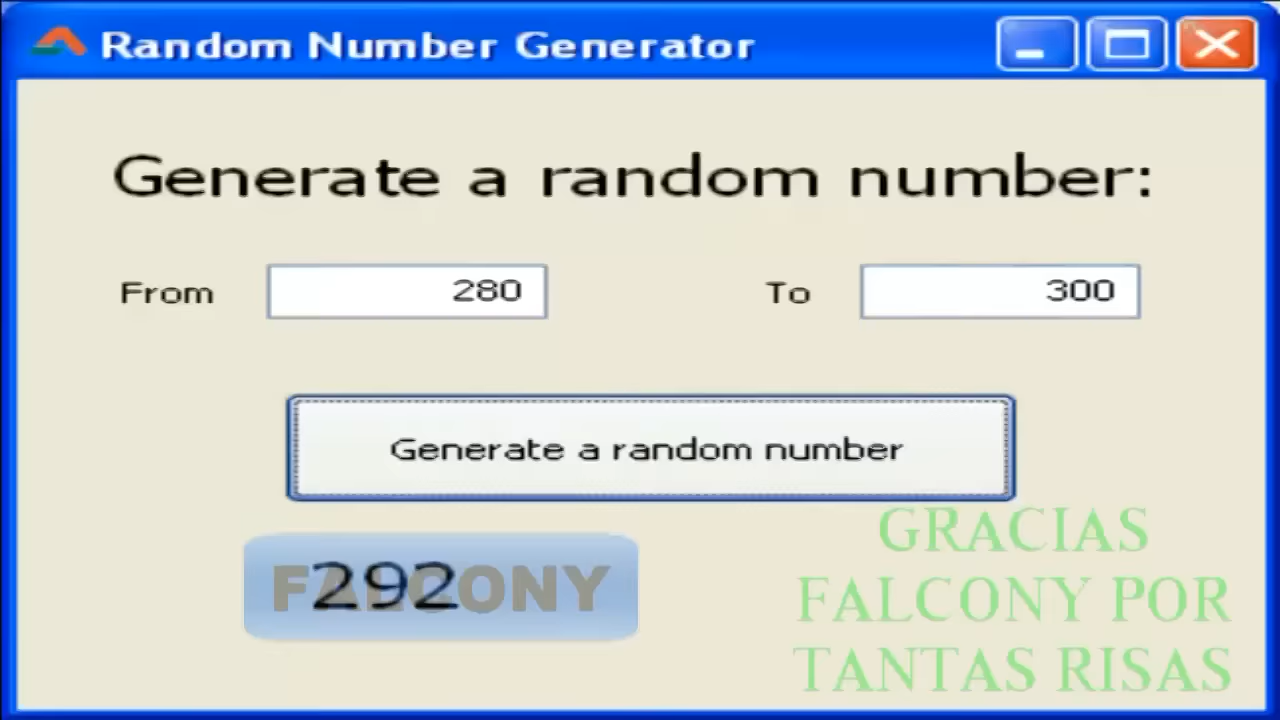 Random Number Generator
Generate a random number:
From 280 To 300
Generate a random number
292
FALCONY
GRACIAS
FALCONY POR
TANTAS RISAS